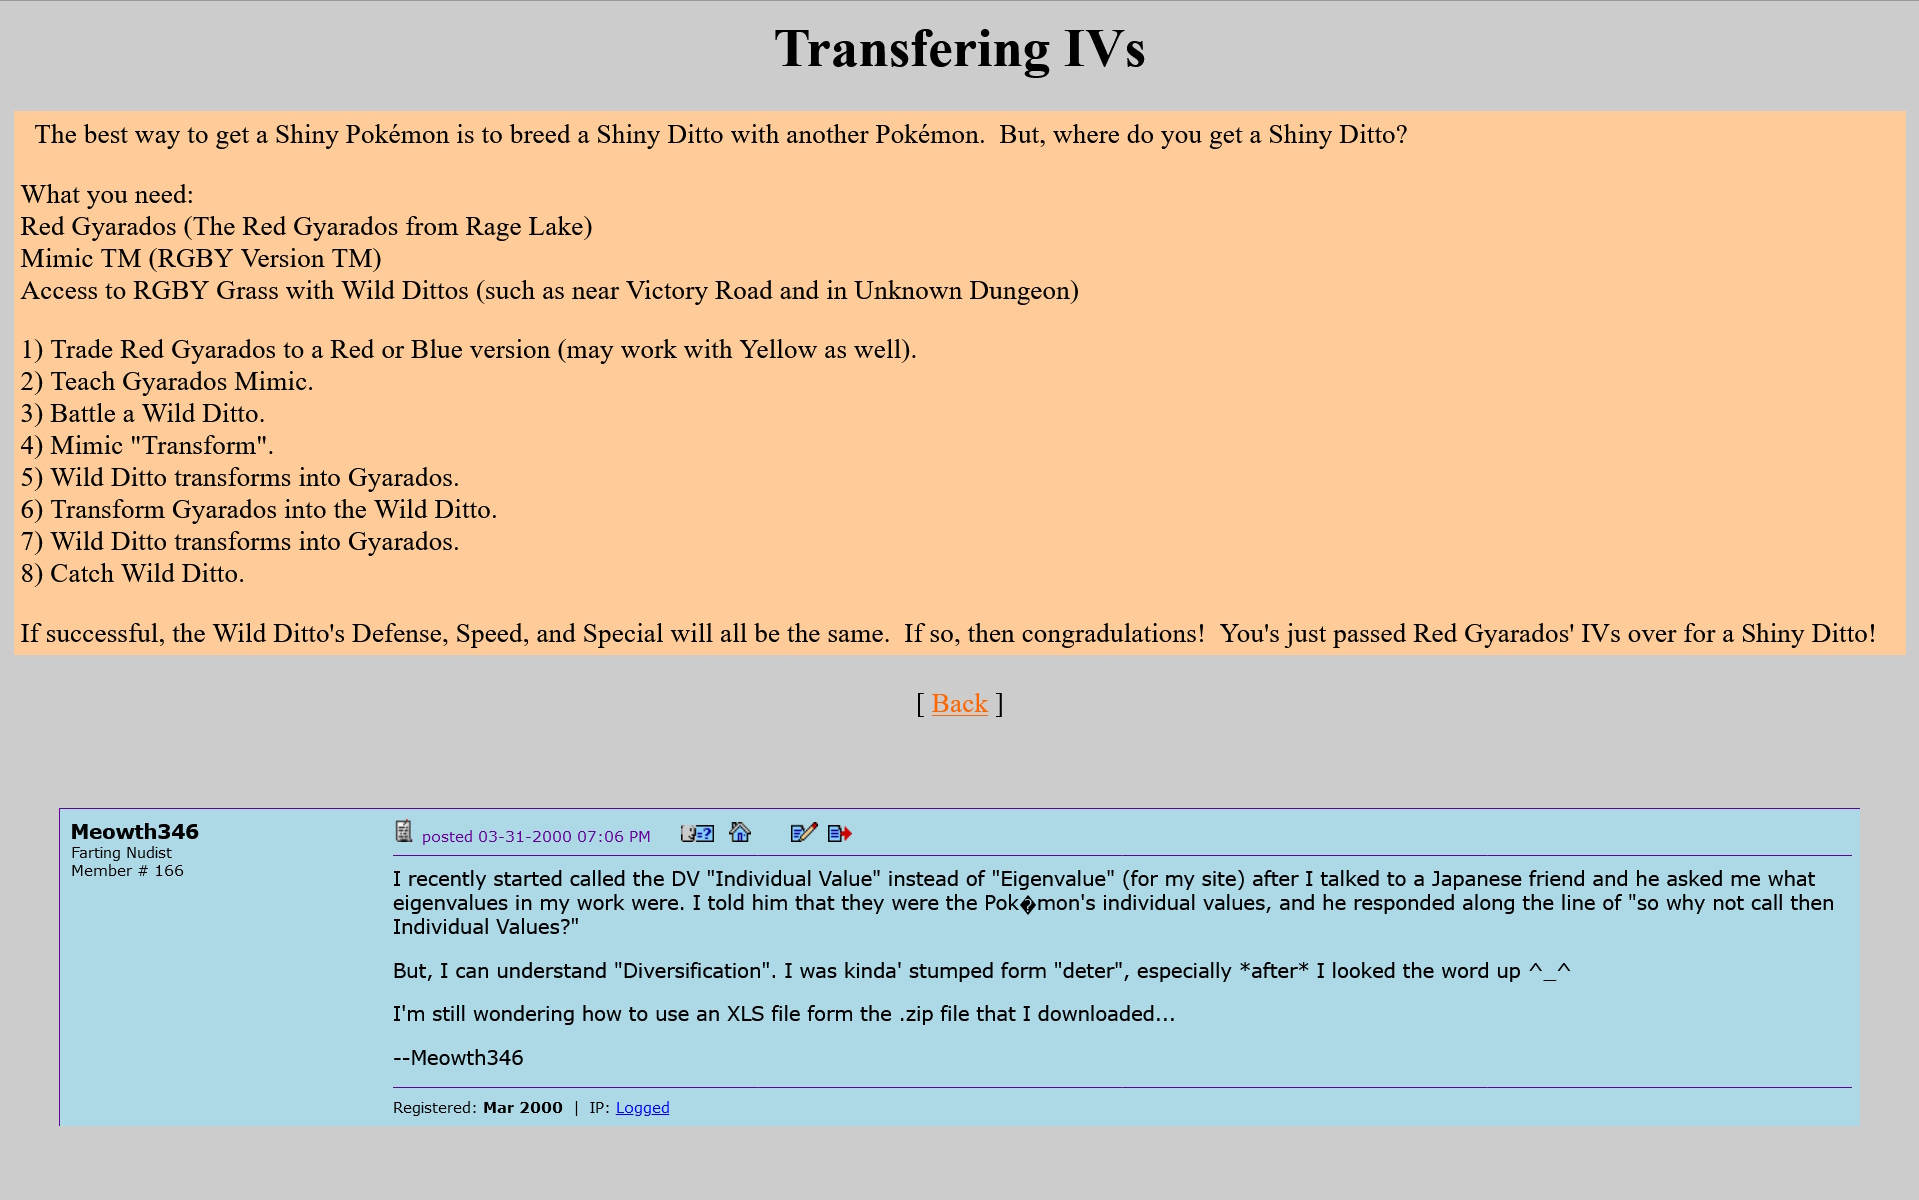 Transfering IVs
The best way to get a Shiny Pokémon is to breed a Shiny Ditto with another Pokémon.  But, where do you get a Shiny Ditto?
What you need:
Red Gyarados (The Red Gyarados from Rage Lake)
Mimic TM (RGBY Version TM)
Access to RGBY Grass with Wild Dittos (such as near Victory Road and in Unknown Dungeon)
1) Trade Red Gyarados to a Red or Blue version (may work with Yellow as well).
2) Teach Gyarados Mimic.
3) Battle a Wild Ditto.
4) Mimic "Transform".
5) Wild Ditto transforms into Gyarados.
6) Transform Gyarados into the Wild Ditto.
7) Wild Ditto transforms into Gyarados.
8) Catch Wild Ditto.
If successful, the Wild Ditto's Defense, Speed, and Special will all be the same.  If so, then congradulations!  You's just passed Red Gyarados' IVs over for a Shiny Ditto!
[ Back ]
Meowth346
Farting Nudist
Member # 166
posted 03-31-2000 07:06 PM
I recently started called the DV "Individual Value" instead of "Eigenvalue" (for my site) after I talked to a Japanese friend and he asked me what
eigenvalues in my work were. I told him that they were the Pok�mon's individual values, and he responded along the line of "so why not call then
Individual Values?"
But, I can understand "Diversification". I was kinda' stumped form "deter", especially *after* I looked the word up ^_^
I'm still wondering how to use an XLS file form the .zip file that I downloaded...
--Meowth346
Registered: Mar 2000 | IP: Logged